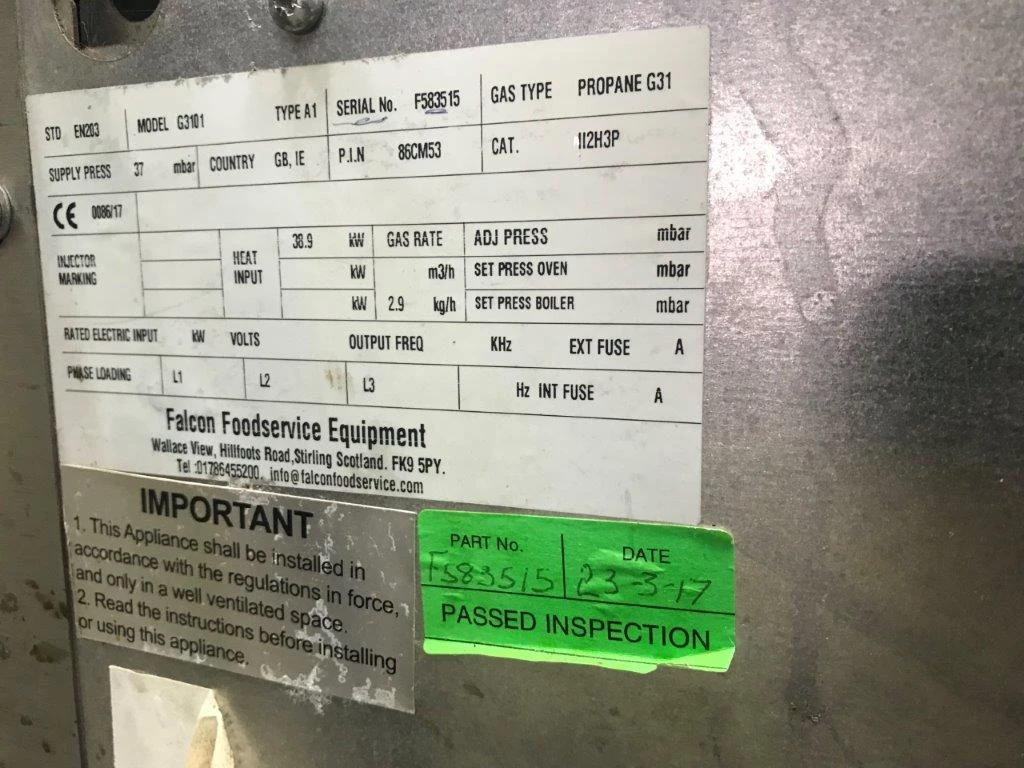 STD EN203 MODEL G3101 TYPE A1 SERIAL No. F583515 GAS TYPE PROPANE G31
SUPPLY PRESS 37 mbar COUNTRY GB, IE P.I.N 86CM53 CAT. II2H3P
CE 0086/17
INJECTOR MARKING HEAT INPUT 38.9 kW GAS RATE ADJ PRESS mbar
kW m3/h SET PRESS OVEN mbar
kW 2.9 kg/h SET PRESS BOILER mbar
RATED ELECTRIC INPUT kW VOLTS OUTPUT FREQ KHz EXT FUSE A
PHASE LOADING L1 L2 L3 Hz INT FUSE A
Falcon Foodservice Equipment
Wallace View, Hillfoots Road,Stirling Scotland. FK9 5PY.
Tel :01786455200. info@falconfoodservice.com
IMPORTANT
1. This Appliance shall be installed in
accordance with the regulations in force,
and only in a well ventilated space.
2. Read the instructions before installing
or using this appliance.
PART No. DATE
F583515 23-3-17
PASSED INSPECTION